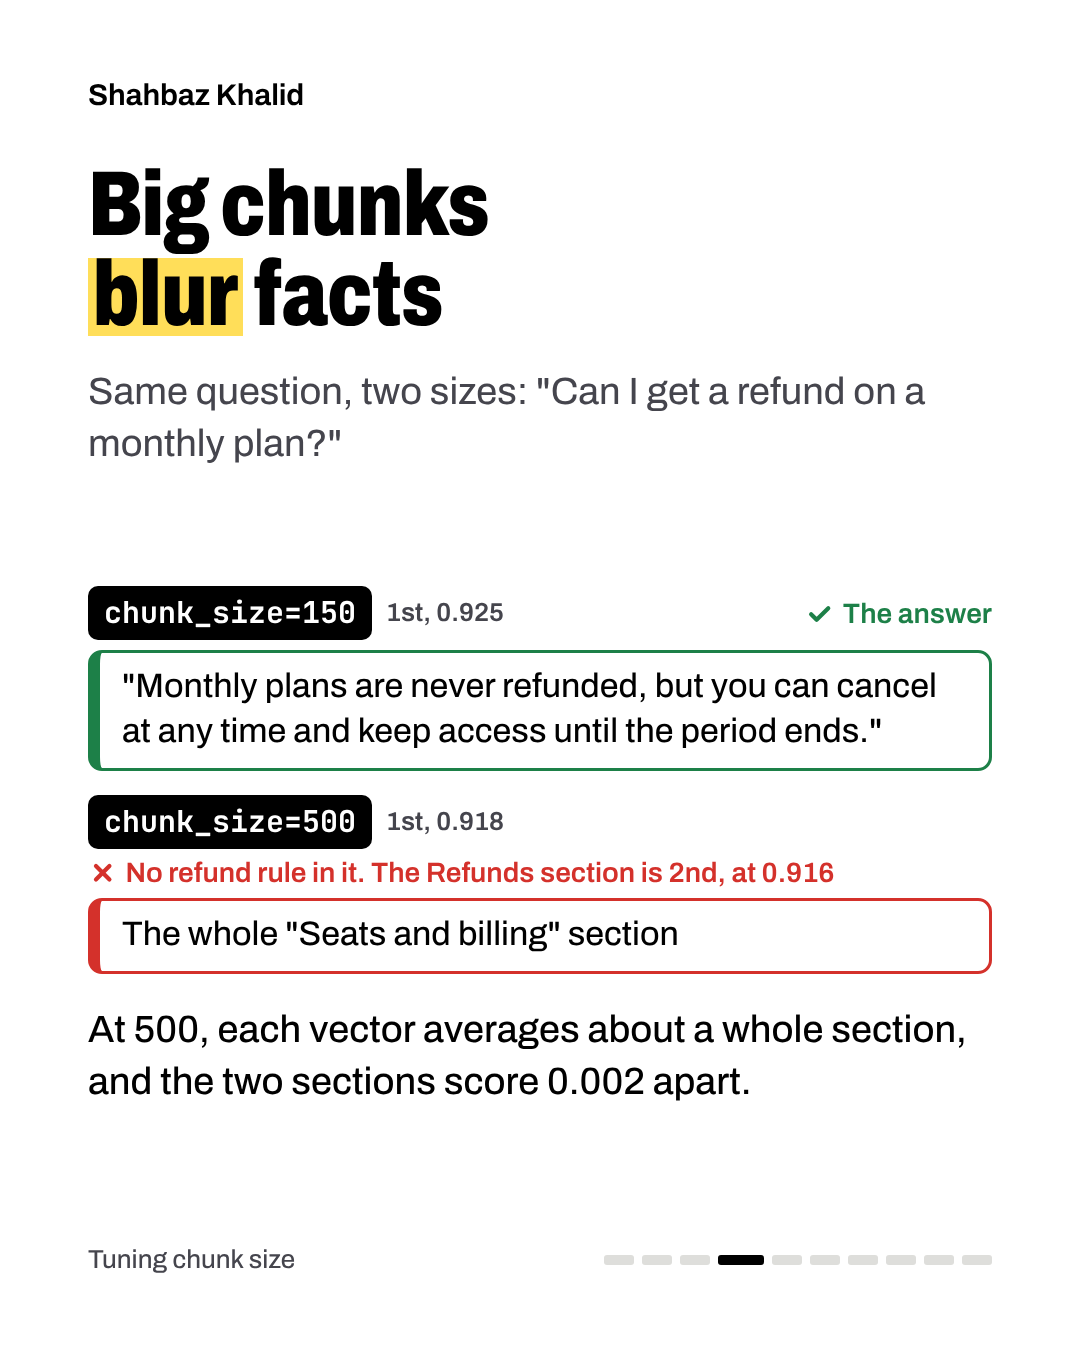 Shahbaz Khalid
Big chunks
blur facts
Same question, two sizes: "Can I get a refund on a
monthly plan?"
chunk_size=150 1st, 0.925 The answer
"Monthly plans are never refunded, but you can cancel
at any time and keep access until the period ends."
chunk_size=500 1st, 0.918
No refund rule in it. The Refunds section is 2nd, at 0.916
The whole "Seats and billing" section
At 500, each vector averages about a whole section,
and the two sections score 0.002 apart.
Tuning chunk size